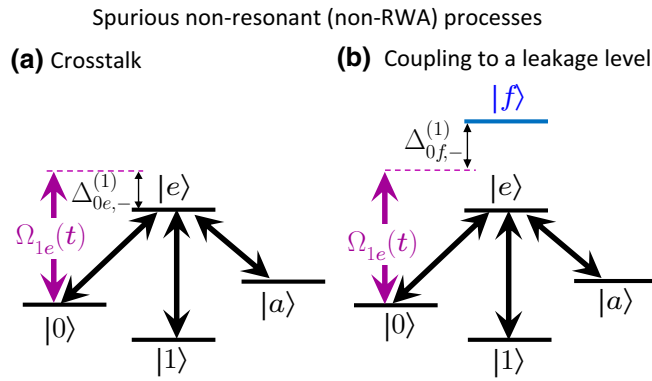 Spurious non-resonant (non-RWA) processes
(a) Crosstalk
(b) Coupling to a leakage level
|f⟩
Δ_{0e,-}^{(1)}
|e⟩
Ω_{1e}(t)
|0⟩
|1⟩
|a⟩
Δ_{0f,-}^{(1)}
|e⟩
Ω_{1e}(t)
|0⟩
|1⟩
|a⟩